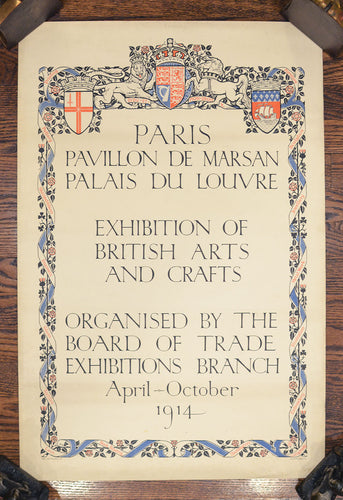 PARIS
PAVILLON DE MARSAN
PALAIS DU LOUVRE
EXHIBITION OF
BRITISH ARTS
AND CRAFTS
ORGANISED BY THE
BOARD OF TRADE
EXHIBITIONS BRANCH
April–October
1914